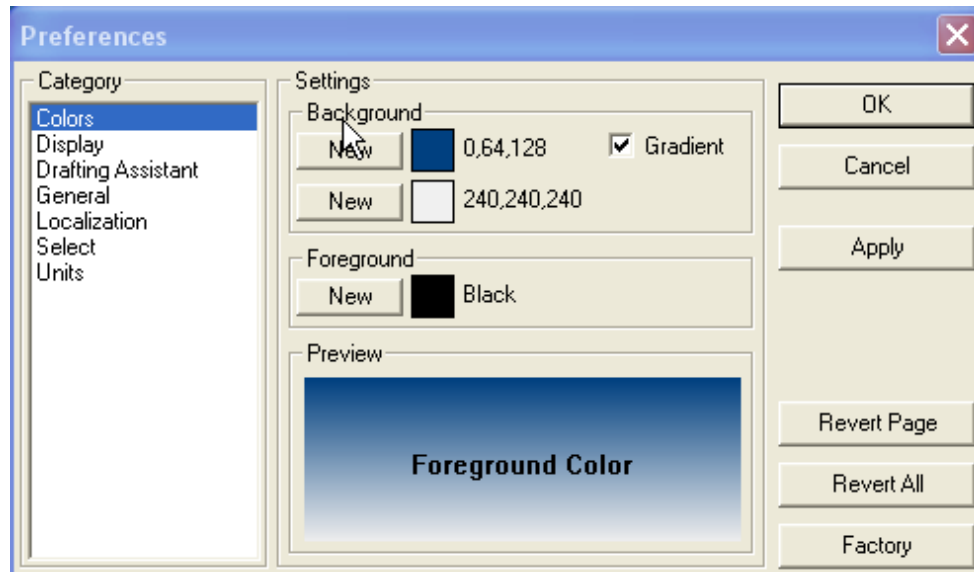 Preferences
Category
Colors
Display
Drafting Assistant
General
Localization
Select
Units
Settings
Background
New 0,64,128 Gradient
New 240,240,240
Foreground
New Black
Preview
Foreground Color
OK
Cancel
Apply
Revert Page
Revert All
Factory